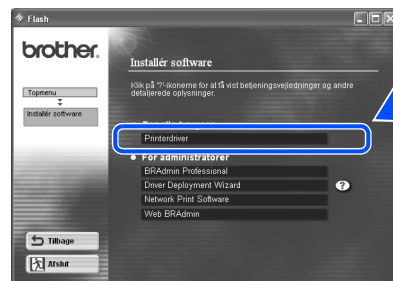 Flash
brother
Installér software
Klik på '?'-ikonerne for at få vist betjeningsvejledninger og andre
detaljerede oplysninger.
Topmenu
Installér software
Printerdriver
For administratorer
BRAdmin Professional
Driver Deployment Wizard
?
Network Print Software
Web BRAdmin
Tilbage
Afslut